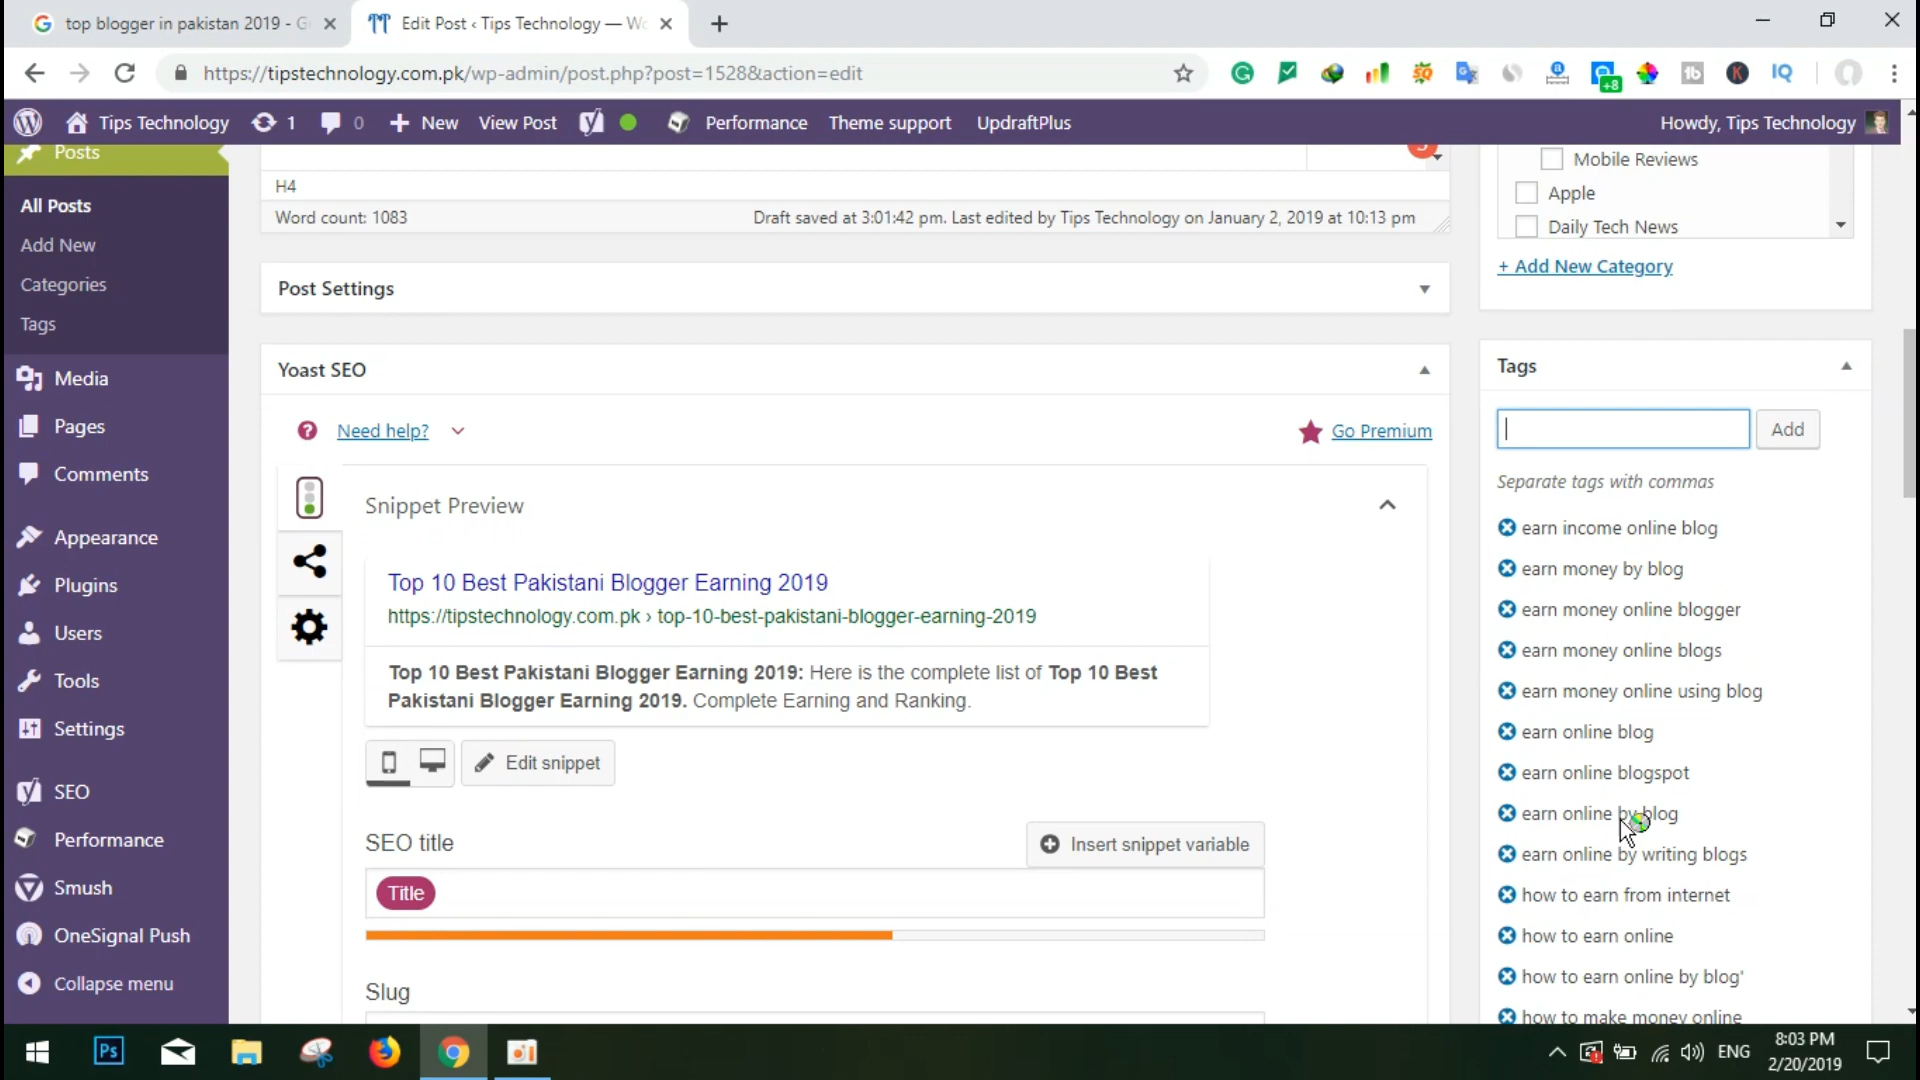 top blogger in pakistan 2019 - G
Edit Post ‹ Tips Technology — Wo
https://tipstechnology.com.pk/wp-admin/post.php?post=1528&action=edit
+8
IQ
Tips Technology
1
0
New
View Post
Performance
Theme support
UpdraftPlus
Howdy, Tips Technology
Posts
All Posts
Add New
Categories
Tags
Media
Pages
Comments
Appearance
Plugins
Users
Tools
Settings
SEO
Performance
Smush
OneSignal Push
Collapse menu
H4
Word count: 1083
Draft saved at 3:01:42 pm. Last edited by Tips Technology on January 2, 2019 at 10:13 pm
Post Settings
Yoast SEO
Need help?
Go Premium
Snippet Preview
Top 10 Best Pakistani Blogger Earning 2019
https://tipstechnology.com.pk › top-10-best-pakistani-blogger-earning-2019
Top 10 Best Pakistani Blogger Earning 2019: Here is the complete list of Top 10 Best
Pakistani Blogger Earning 2019. Complete Earning and Ranking.
Edit snippet
SEO title
Insert snippet variable
Title
Slug
Mobile Reviews
Apple
Daily Tech News
+ Add New Category
Tags
Add
Separate tags with commas
earn income online blog
earn money by blog
earn money online blogger
earn money online blogs
earn money online using blog
earn online blog
earn online blogspot
earn online by blog
earn online by writing blogs
how to earn from internet
how to earn online
how to earn online by blog'
how to make money online
Ps
ENG
8:03 PM
2/20/2019